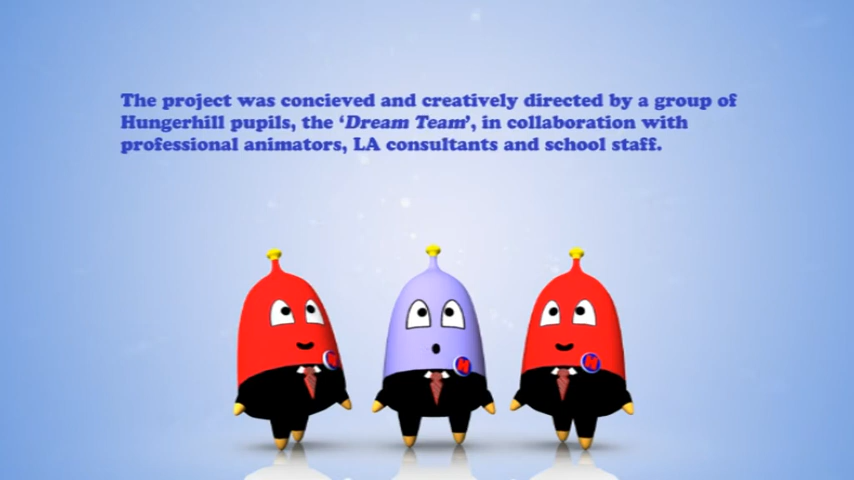 The project was concieved and creatively directed by a group of
Hungerhill pupils, the ‘Dream Team’, in collaboration with
professional animators, LA consultants and school staff.